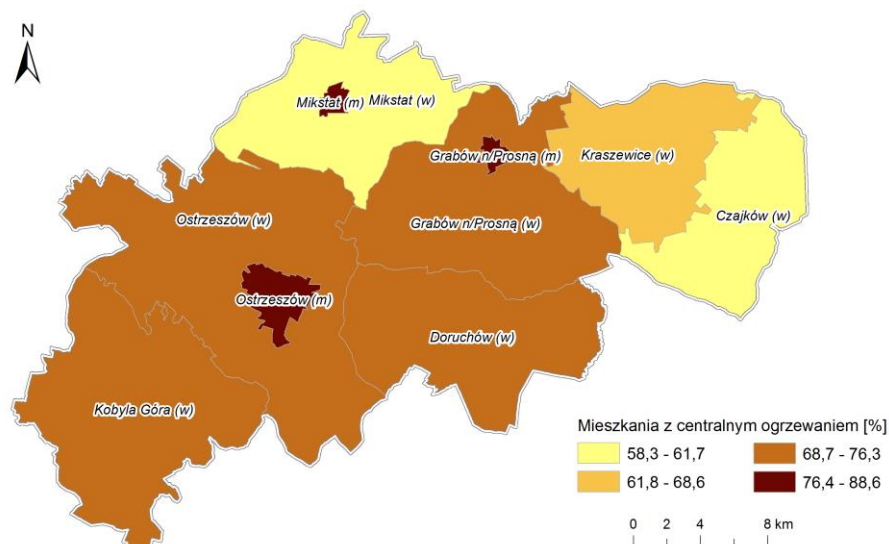 N
Mikstat (m)
Mikstat (w)
Grabów n/Prosną (m)
Kraszewice (w)
Ostrzeszów (w)
Grabów n/Prosną (w)
Czajków (w)
Ostrzeszów (m)
Doruchów (w)
Kobyla Góra (w)
Mieszkania z centralnym ogrzewaniem [%]
58,3 - 61,7
68,7 - 76,3
61,8 - 68,6
76,4 - 88,6
0 2 4 8 km